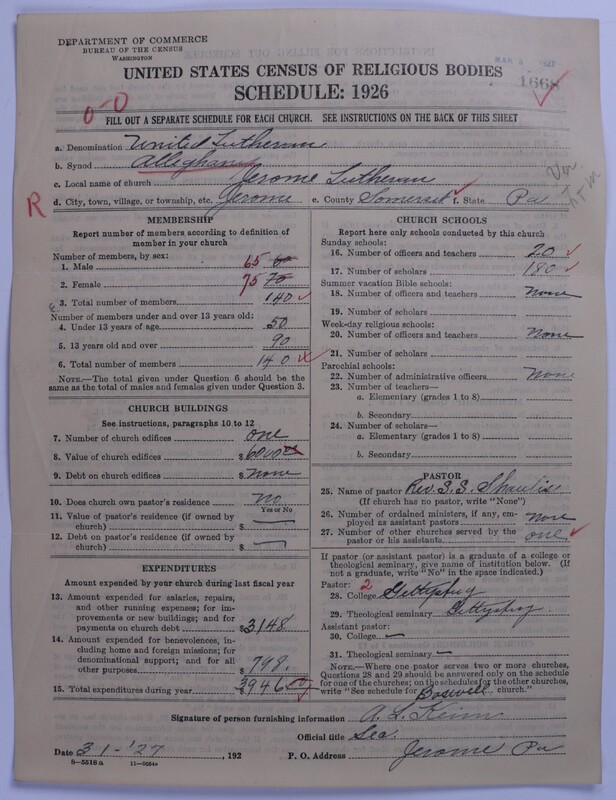 DEPARTMENT OF COMMERCE
BUREAU OF THE CENSUS
WASHINGTON
UNITED STATES CENSUS OF RELIGIOUS BODIES
SCHEDULE: 1926
1668
0-0
FILL OUT A SEPARATE SCHEDULE FOR EACH CHURCH. SEE INSTRUCTIONS ON THE BACK OF THIS SHEET
a. Denomination United Lutheran
b. Synod Alleghany
c. Local name of church Jerome Lutheran
R
d. City, town, village, or township, etc. Jerome e. County Somerset f. State Pa
MEMBERSHIP
Report number of members according to definition of member in your church
Number of members, by sex:
1. Male 65 60
2. Female 75 75
3. Total number of members 140
Number of members under and over 13 years old:
4. Under 13 years of age 50
5. 13 years old and over 90
6. Total number of members 140
NOTE.—The total given under Question 6 should be the
same as the total of males and females given under Question 3.
CHURCH BUILDINGS
See instructions, paragraphs 10 to 12
7. Number of church edifices one
8. Value of church edifices $ 6000
9. Debt on church edifices $ None
10. Does church own pastor's residence No
Yes or No
11. Value of pastor's residence (if owned by
church) $ —
12. Debt on pastor's residence (if owned by
church) $ —
EXPENDITURES
Amount expended by your church during last fiscal year
13. Amount expended for salaries, repairs,
and other running expenses; for im-
provements or new buildings; and for
payments on church debt $ 3148.
14. Amount expended for benevolences, in-
cluding home and foreign missions; for
denominational support; and for all
other purposes $ 798.
15. Total expenditures during year $ 3946
CHURCH SCHOOLS
Report here only schools conducted by this church
Sunday schools:
16. Number of officers and teachers 20
17. Number of scholars 180
Summer vacation Bible schools:
18. Number of officers and teachers None
19. Number of scholars
Week-day religious schools:
20. Number of officers and teachers None
21. Number of scholars
Parochial schools:
22. Number of administrative officers None
23. Number of teachers—
a. Elementary (grades 1 to 8)
b. Secondary
24. Number of scholars—
a. Elementary (grades 1 to 8)
b. Secondary
PASTOR
25. Name of pastor Rev. S. S. Shaulis
(If church has no pastor, write "None")
26. Number of ordained ministers, if any, em-
ployed as assistant pastors None
27. Number of other churches served by the
pastor or his assistants one
If pastor (or assistant pastor) is a graduate of a college or
theological seminary, give name of institution below. (If
not a graduate, write "No" in the space indicated.)
Pastor: 2
28. College Gettysburg
29. Theological seminary Gettysburg.
Assistant pastor:
30. College —
31. Theological seminary —
NOTE.—Where one pastor serves two or more churches,
Questions 28 and 29 should be answered only on the schedule
for one of the churches; on the schedules for the other churches,
write "See schedule for Boswell church."
Signature of person furnishing information A. L. Keim
Official title Sec.
Date 3-1-'27, 192 P. O. Address Jerome Pa
8—5518a 11—9554